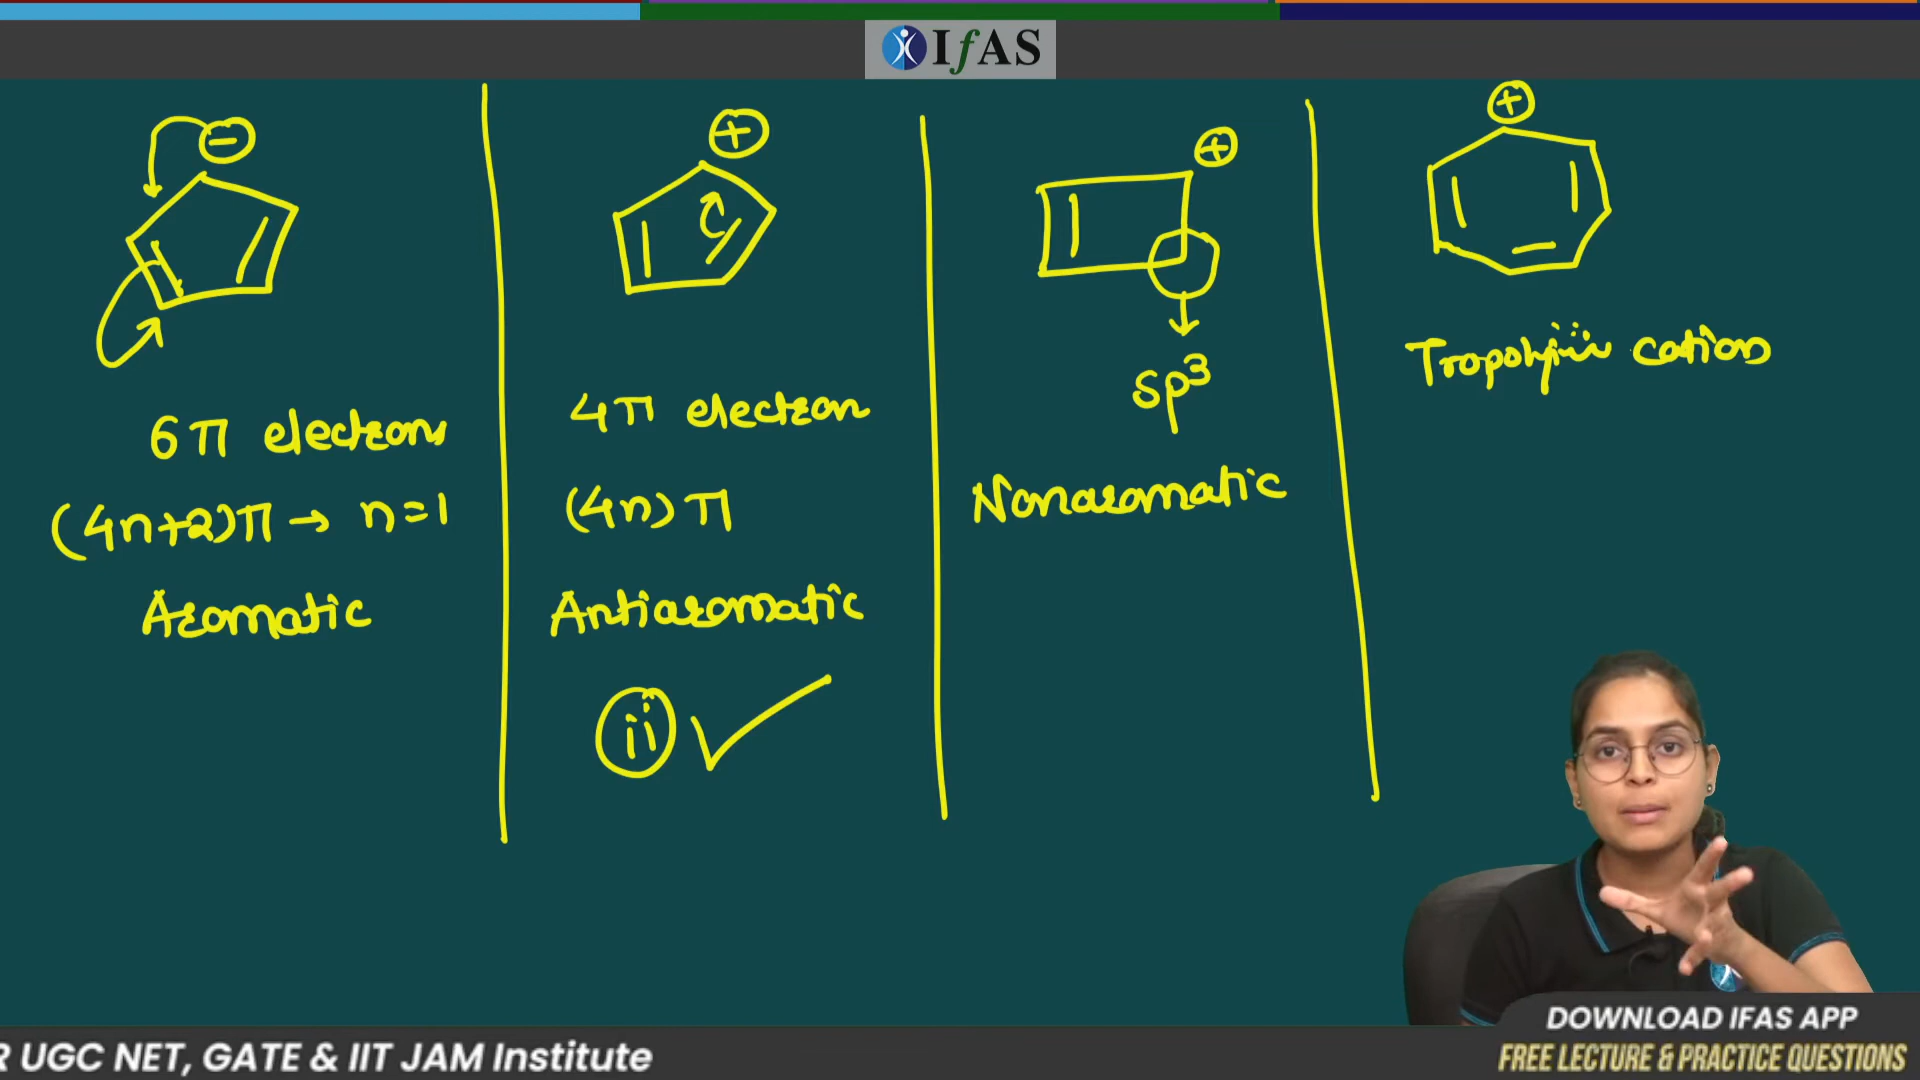 IfAS
⊖
6π electrons
(4n+2)π → n=1
Aromatic
⊕
4π electron
(4n)π
Antiaromatic
ii ✓
⊕
sp³
Nonaromatic
⊕
cation
DOWNLOAD IFAS APP
FREE LECTURE & PRACTICE QUESTIONS
R UGC NET, GATE & IIT JAM Institute